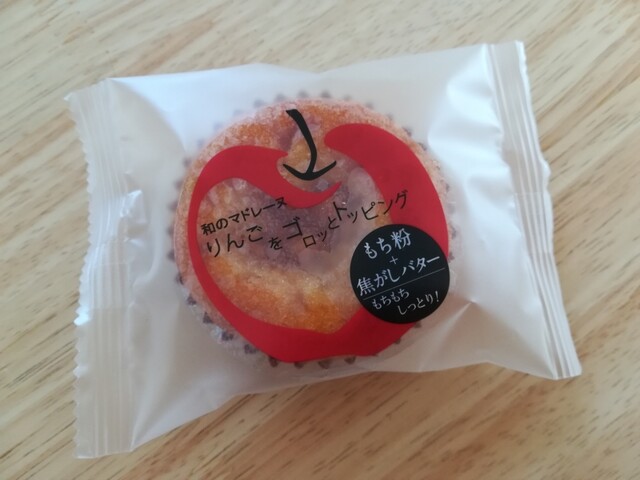 和のマドレーヌ
りんごをゴロッとトッピング
もち粉
+
焦がしバター
もちもち
しっとり!